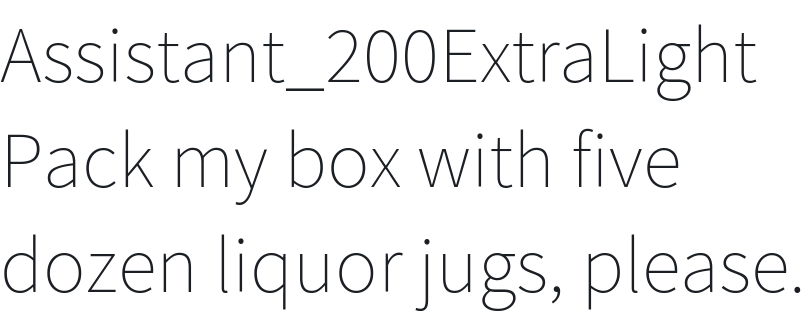 Assistant_200ExtraLight
Pack my box with five
dozen liquor jugs, please.